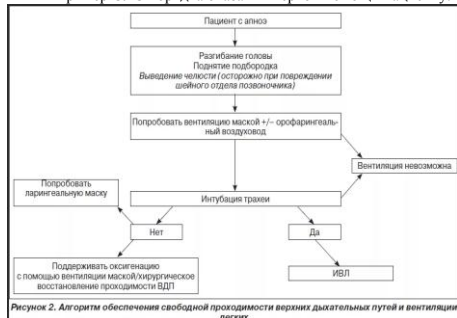 Пациент с апноэ
Разгибание головы
Поднятие подбородка
Выведение челюсти (осторожно при повреждении
шейного отдела позвоночника)
Попробовать вентиляцию маской +/– орофарингеаль-
ный воздуховод
Вентиляция невозможна
Попробовать
ларингеальную маску
Интубация трахеи
Нет
Да
Поддерживать оксигенацию
с помощью вентиляции маской/хирургическое
восстановление проходимости ВДП
ИВЛ
Рисунок 2. Алгоритм обеспечения свободной проходимости верхних дыхательных путей и вентиляции
легких